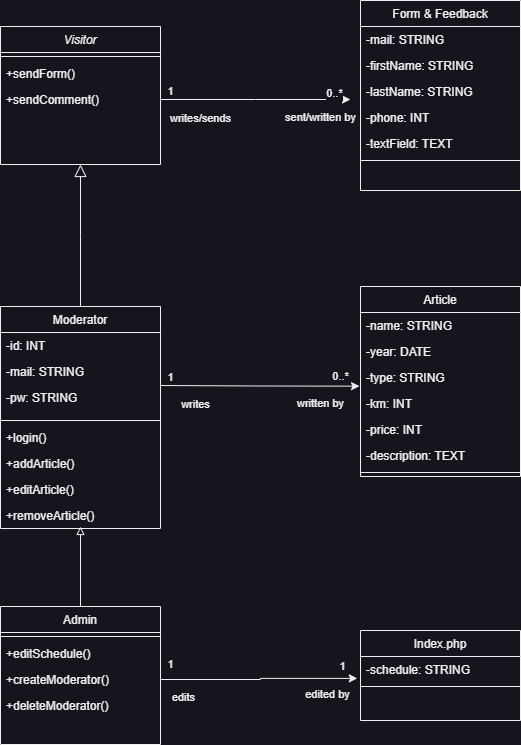 Visitor
+sendForm()
+sendComment()
1
writes/sends
0..*
sent/written by
Form & Feedback
-mail: STRING
-firstName: STRING
-lastName: STRING
-phone: INT
-textField: TEXT
Moderator
-id: INT
-mail: STRING
-pw: STRING
+login()
+addArticle()
+editArticle()
+removeArticle()
1
writes
0..*
written by
Article
-name: STRING
-year: DATE
-type: STRING
-km: INT
-price: INT
-description: TEXT
Admin
+editSchedule()
+createModerator()
+deleteModerator()
1
edits
1
edited by
Index.php
-schedule: STRING